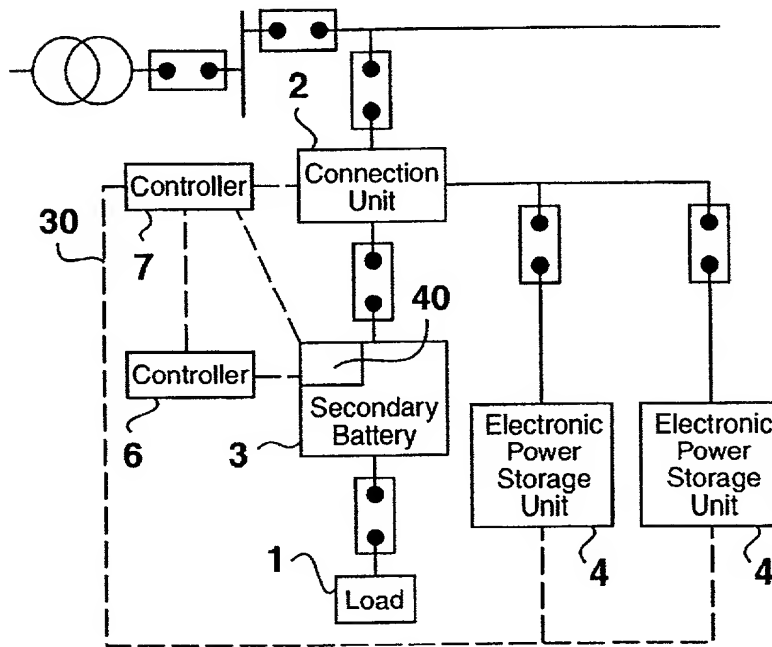 2
Controller
Connection
Unit
30
7
40
Controller
Secondary
Battery
6
3
Electronic
Power
Storage
Unit
Electronic
Power
Storage
Unit
1
4
4
Load